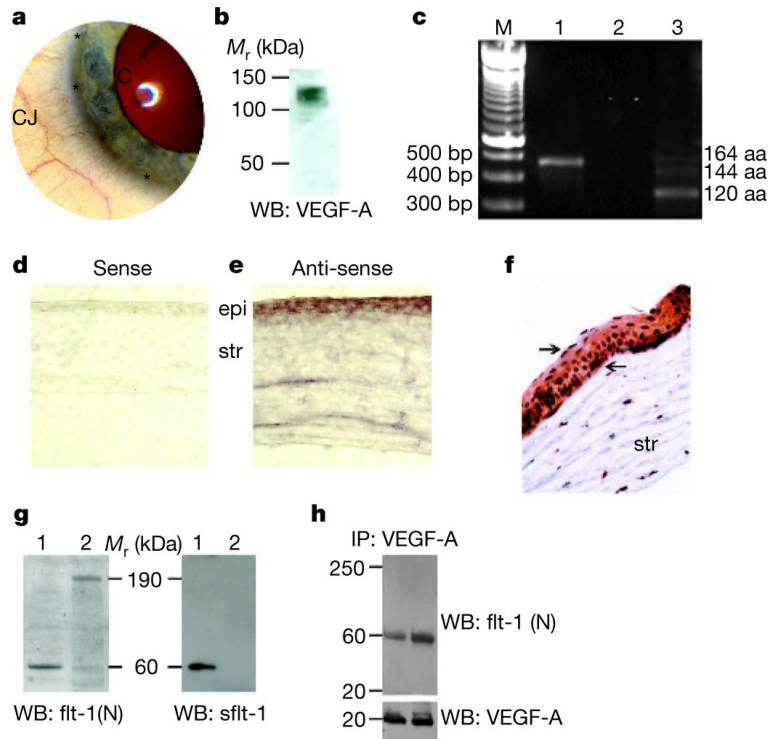 a
CJ
C
*
*
*
b
Mr (kDa)
150
100
50
WB: VEGF-A
c
M 1 2 3
500 bp
400 bp
300 bp
164 aa
144 aa
120 aa
d
Sense
e
Anti-sense
epi
str
f
str
g
1 2 Mr (kDa) 1 2
190
60
WB: flt-1(N)
WB: sflt-1
h
IP: VEGF-A
250
60
20
WB: flt-1 (N)
20
WB: VEGF-A